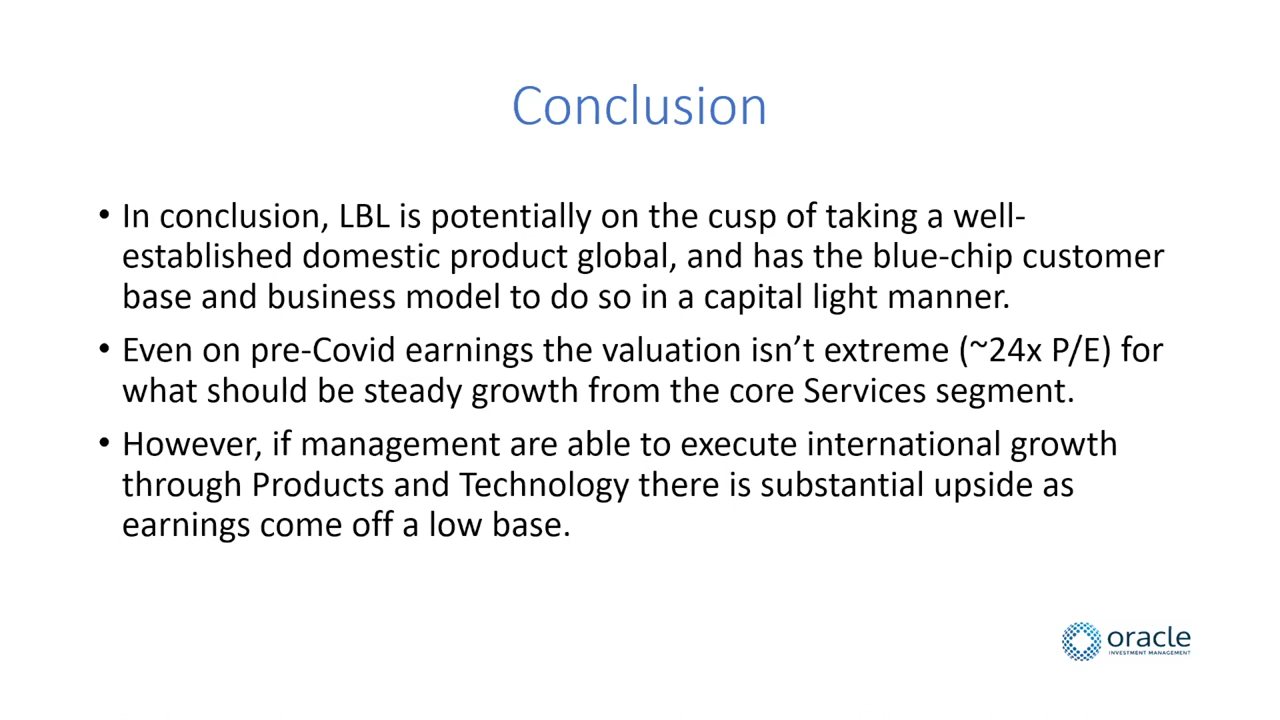 Conclusion
• In conclusion, LBL is potentially on the cusp of taking a well-
established domestic product global, and has the blue-chip customer
base and business model to do so in a capital light manner.
• Even on pre-Covid earnings the valuation isn’t extreme (~24x P/E) for
what should be steady growth from the core Services segment.
• However, if management are able to execute international growth
through Products and Technology there is substantial upside as
earnings come off a low base.
oracle
INVESTMENT MANAGEMENT